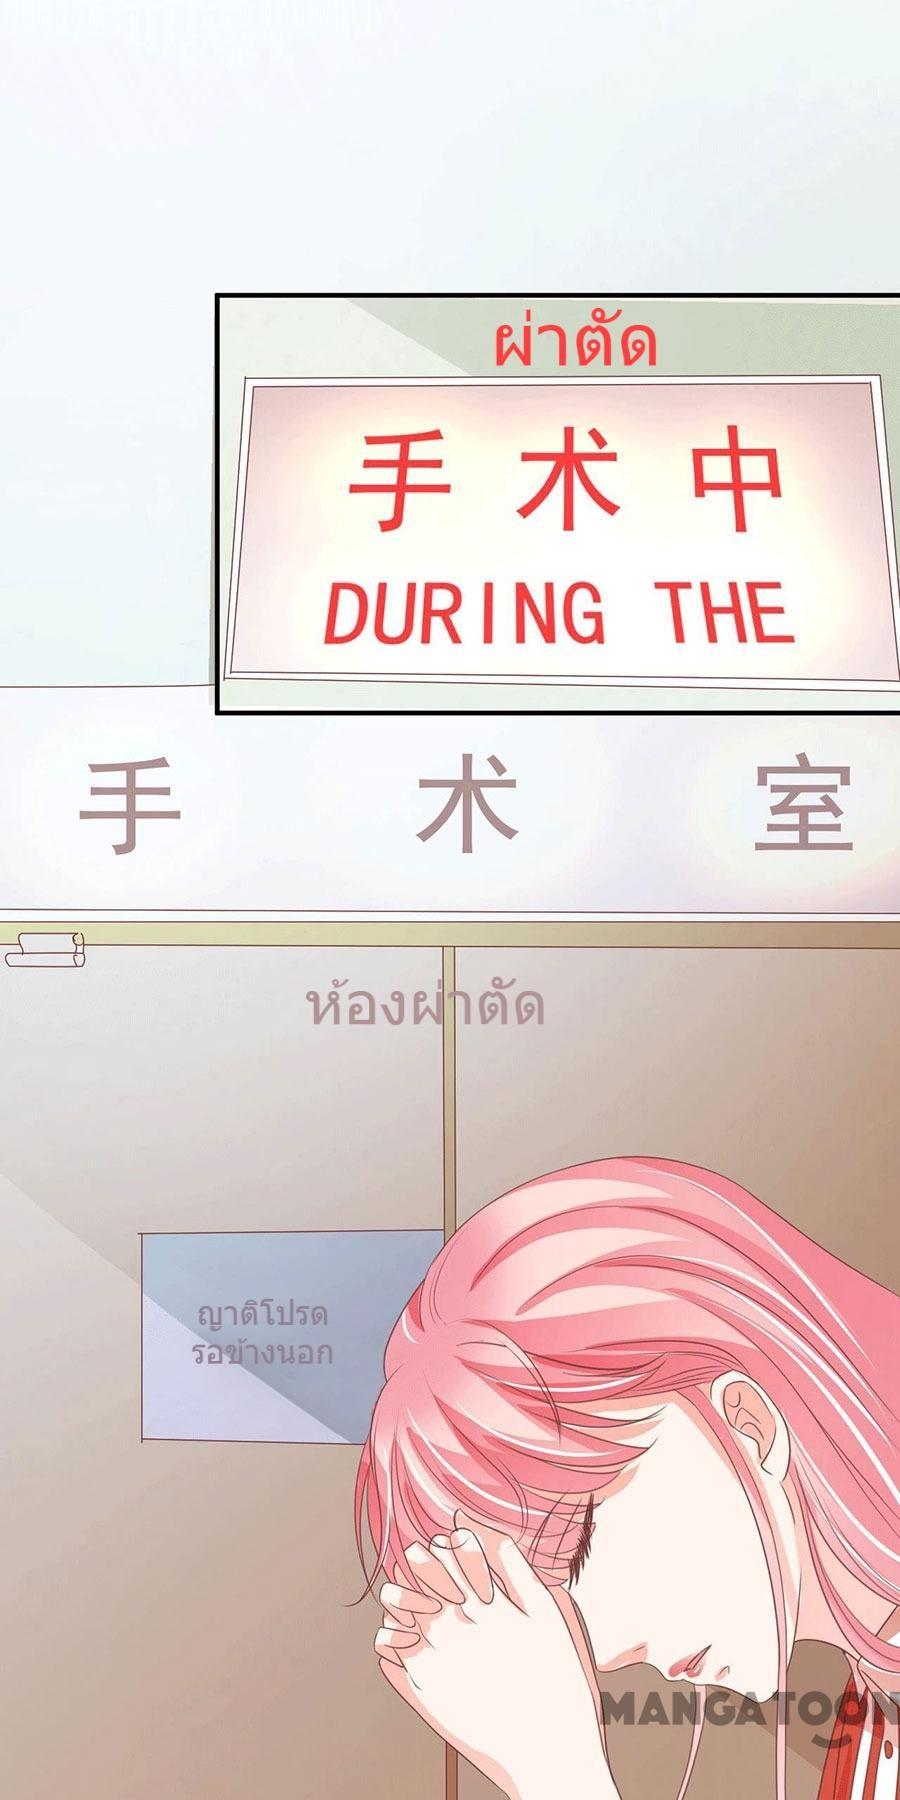 ผ่าตัด
手术中
DURING THE
手术室
ห้องผ่าตัด
ญาติโปรด
รอข้างนอก
MANGATOON